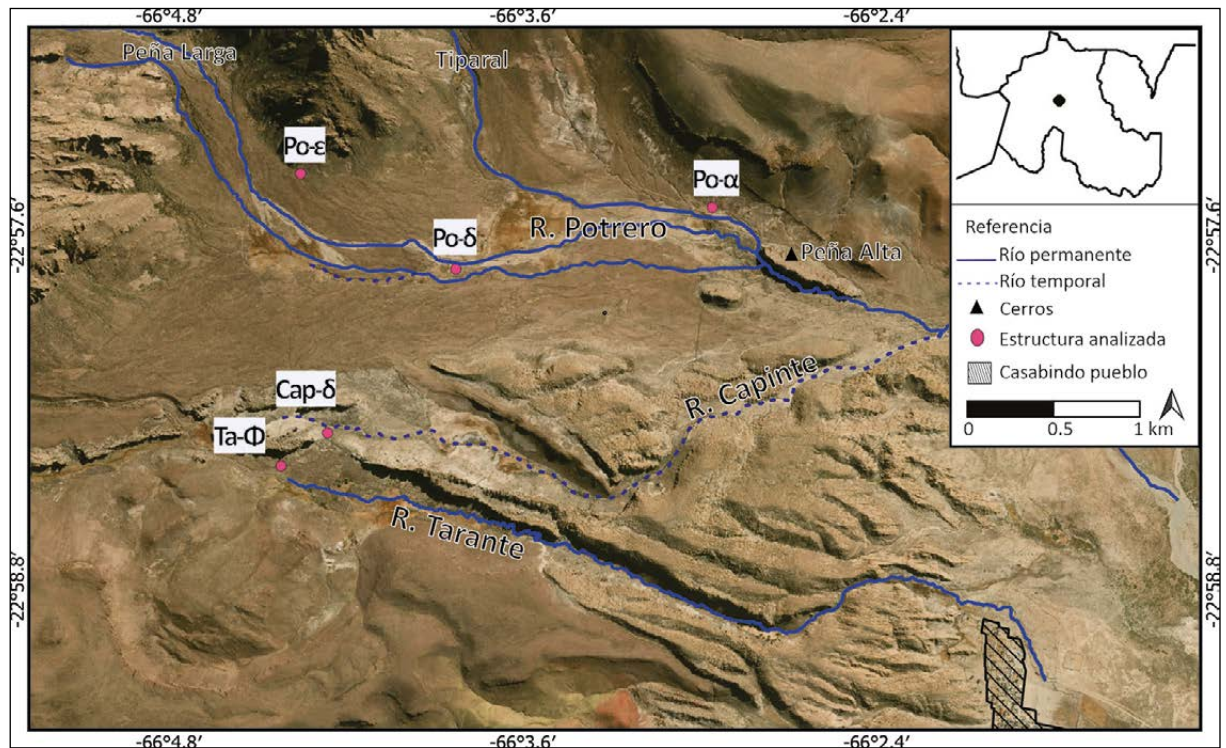 -66°4.8′
-66°3.6′
-66°2.4′
Peña Larga
Tiparal
Po-ε
Po-α
Po-δ
R. Potrero
Peña Alta
-22°57.6′
-22°57.6′
Referencia
Río permanente
Río temporal
Cerros
Estructura analizada
Casabindo pueblo
0
0.5
1 km
R. Capinte
Cap-δ
Ta-Φ
R. Tarante
-22°58.8′
-22°58.8′
-66°4.8′
-66°3.6′
-66°2.4′